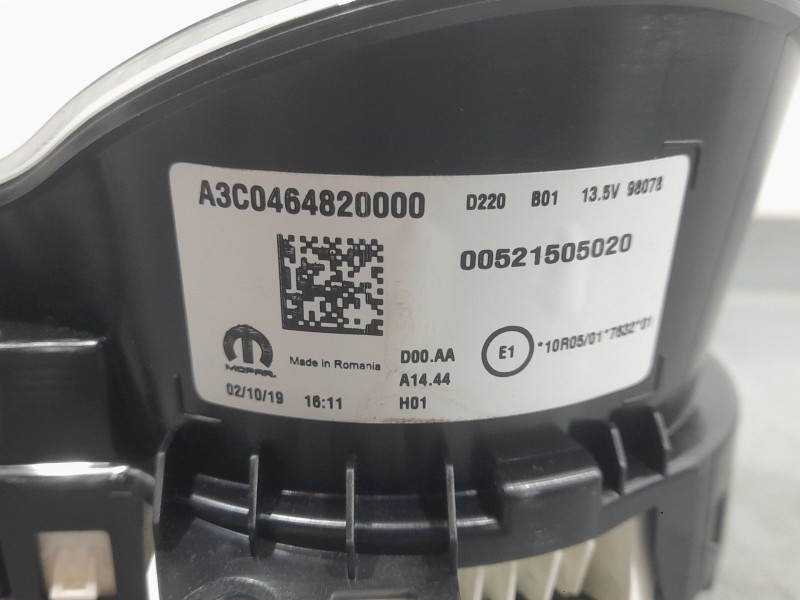 A3C0464820000 D220 B01 13.5V 98078
00521505020
MOPAR
Made in Romania
D00.AA
E1 *10R05/01*7632*01
A14.44
02/10/19 16:11 H01